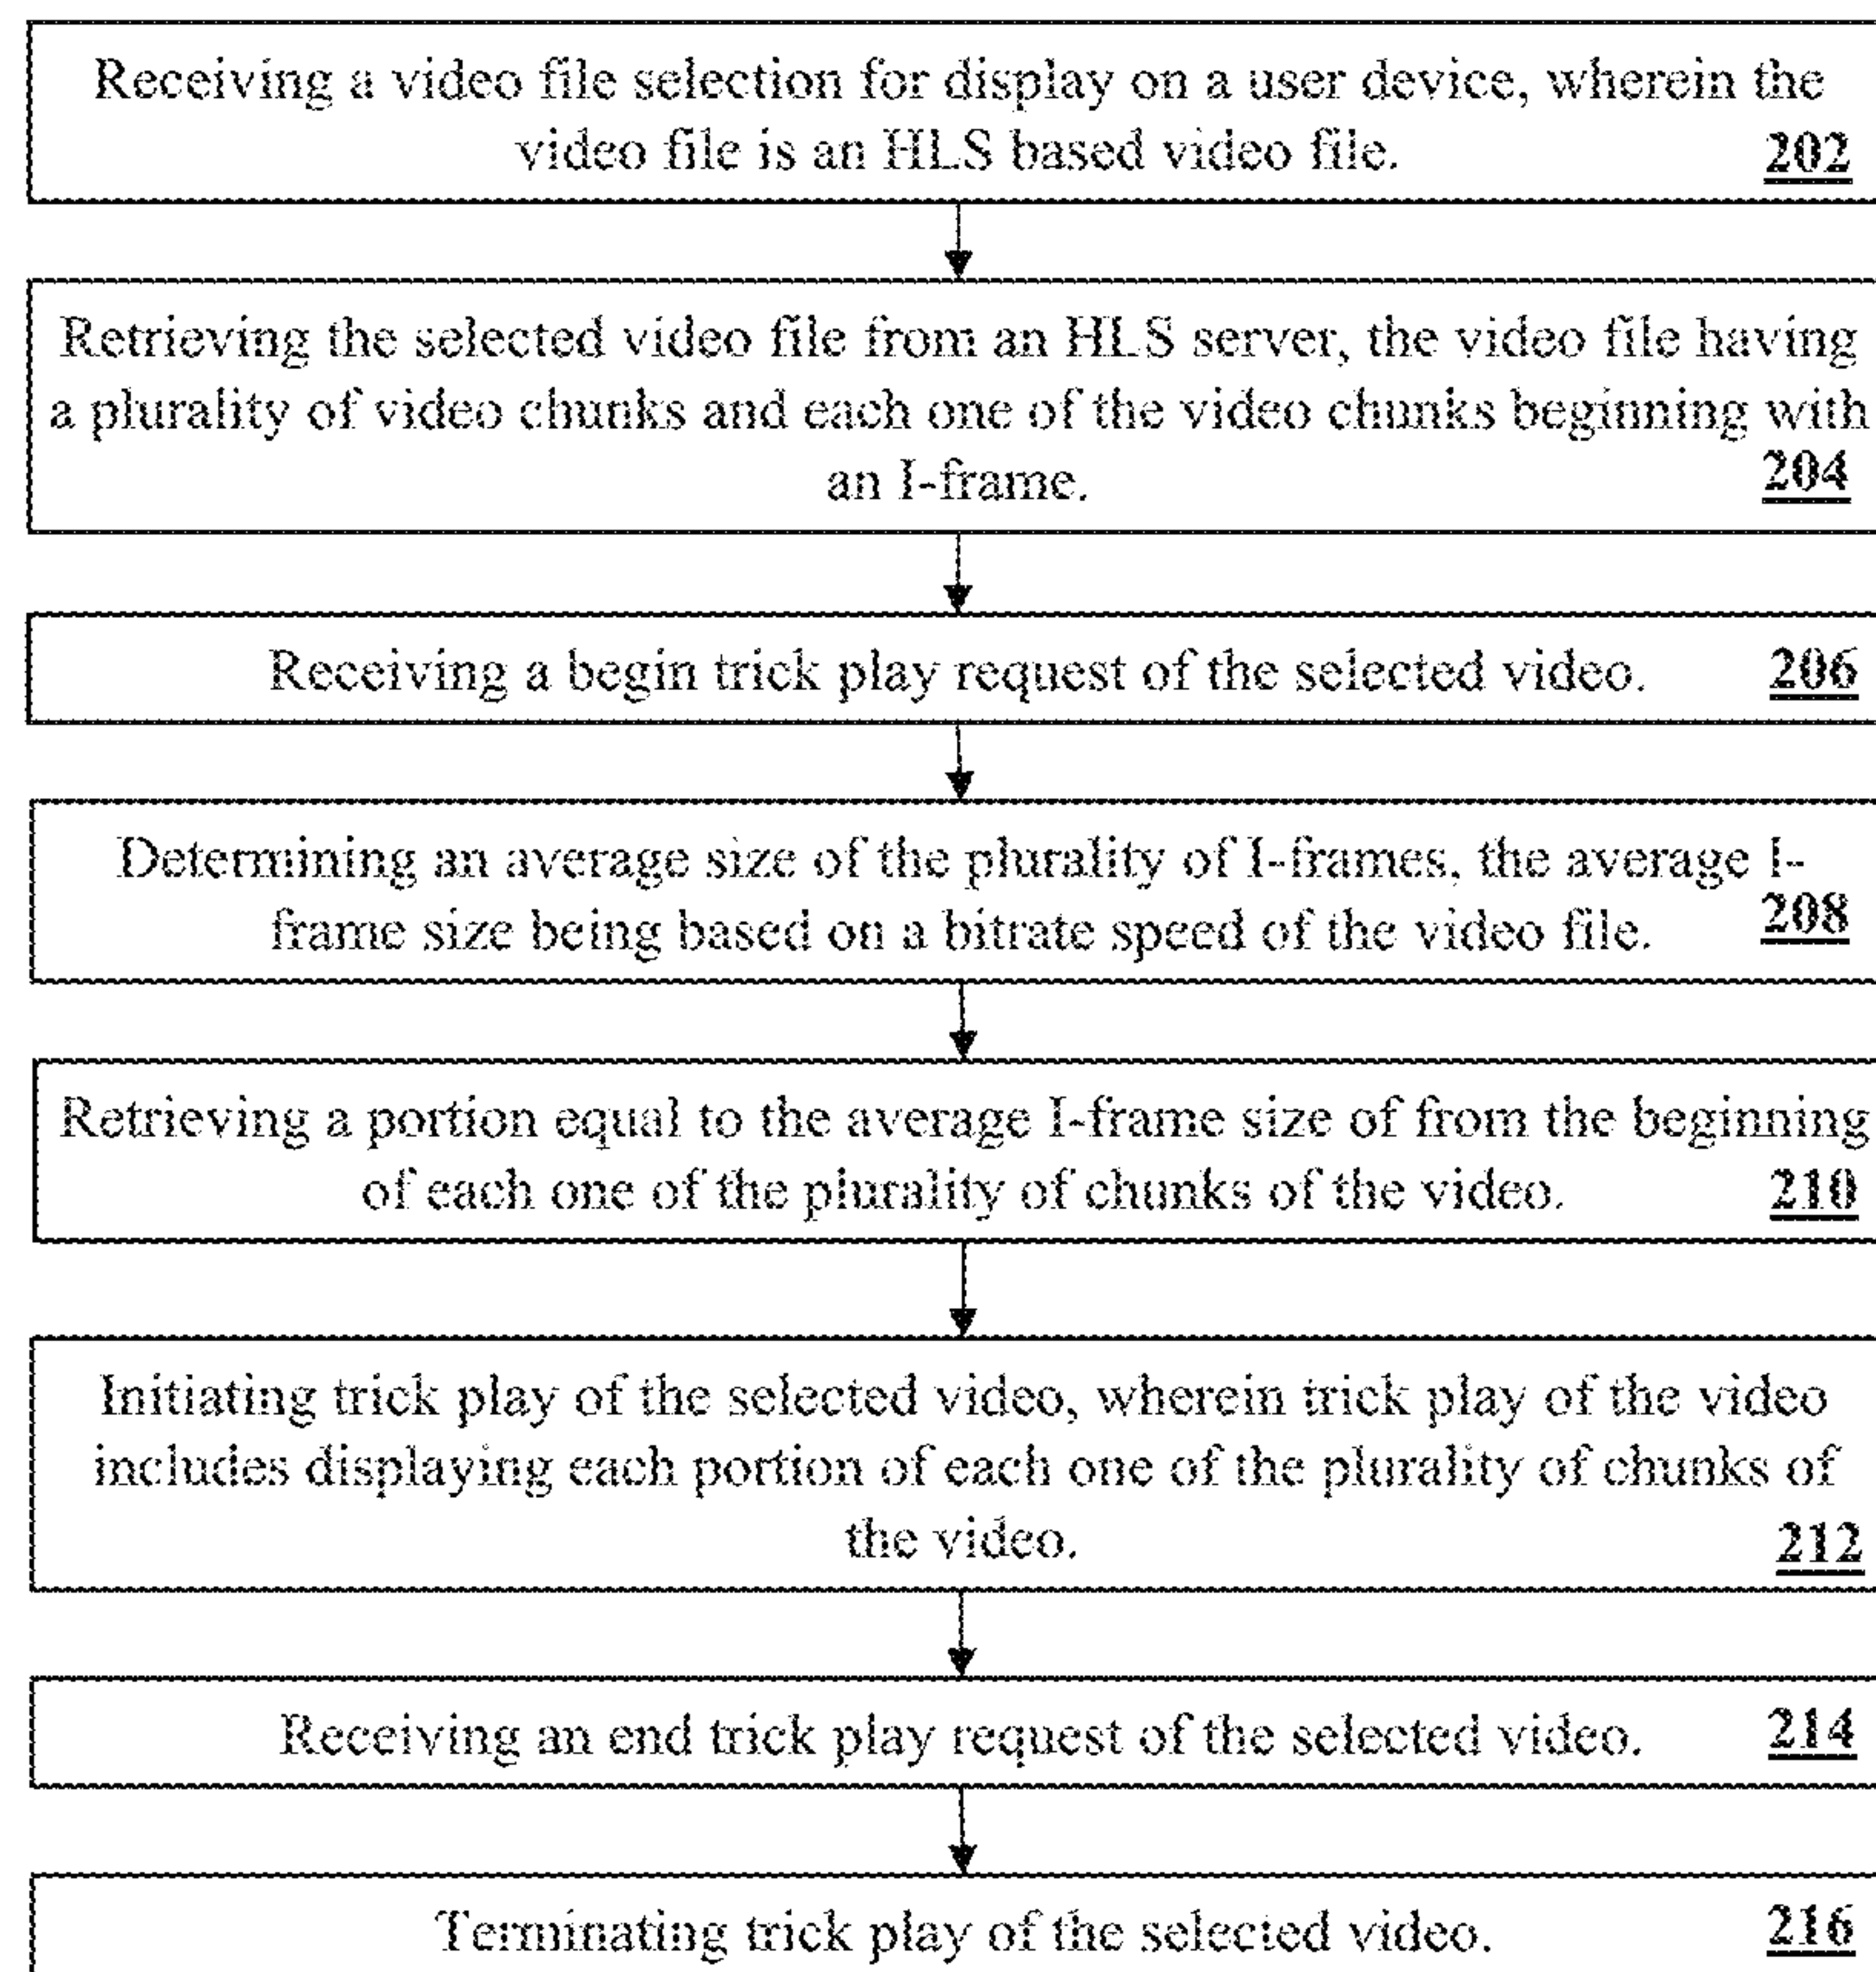 Receiving a video file selection for display on a user device, wherein the
video file is an HLS based video file.
202
Retrieving the selected video file from an HLS server, the video file having
a plurality of video chunks and each one of the video chunks beginning with
an I-frame.
204
Receiving a begin trick play request of the selected video.
206
Determining an average size of the plurality of I-frames, the average I-
frame size being based on a bitrate speed of the video file.
208
Retrieving a portion equal to the average I-frame size of from the beginning
of each one of the plurality of chunks of the video.
210
Initiating trick play of the selected video, wherein trick play of the video
includes displaying each portion of each one of the plurality of chunks of
the video.
212
Receiving an end trick play request of the selected video.
214
Terminating trick play of the selected video.
216